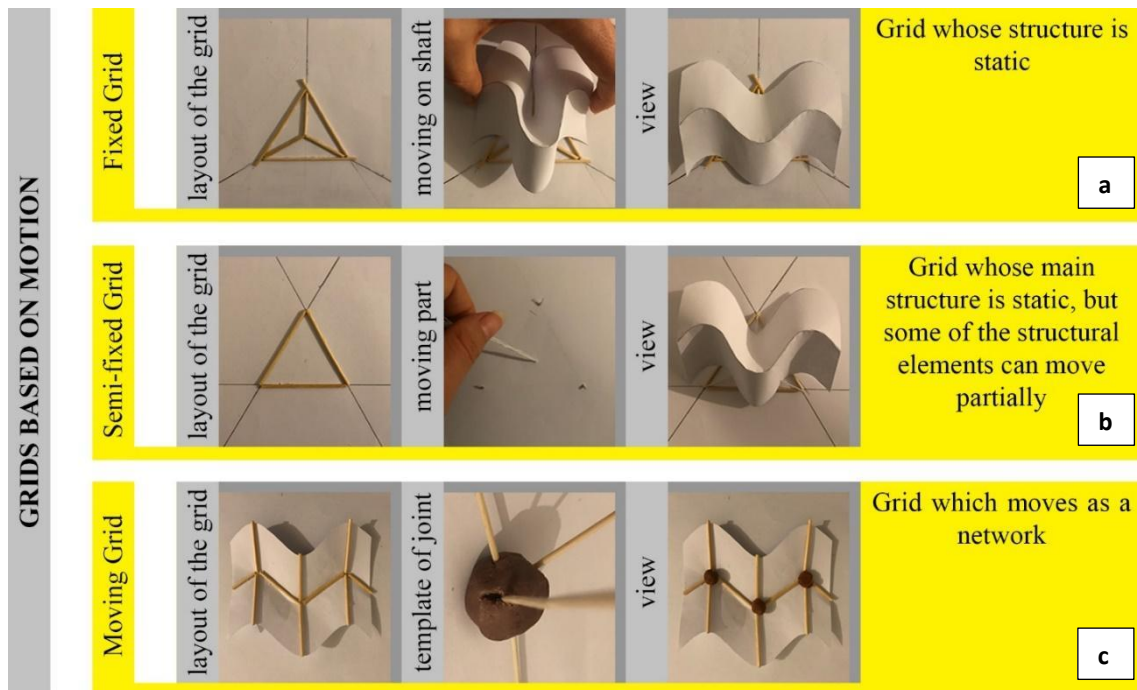 GRIDS BASED ON MOTION
Fixed Grid
layout of the grid
moving on shaft
view
Grid whose structure is
static
a
Semi-fixed Grid
layout of the grid
moving part
view
Grid whose main
structure is static, but
some of the structural
elements can move
partially
b
Moving Grid
layout of the grid
template of joint
view
Grid which moves as a
network
c